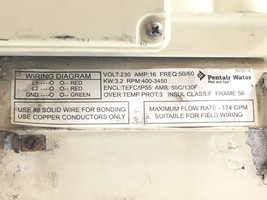 WIRING DIAGRAM
L1 O RED
L2 O RED
GND O GREEN
VOLT:230 AMP:16 FREQ:50/60
KW:3.2 RPM:400-3450
ENCL:TEFC/IP55 AMB: 55C/130F
OVER TEMP PROT:3 INSUL CLASS:F FRAME 56
Pentair Water
Pool and Spa
USE #8 SOLID WIRE FOR BONDING
USE COPPER CONDUCTORS ONLY
MAXIMUM FLOW RATE - 174 GPM
SUITABLE FOR FIELD WIRING